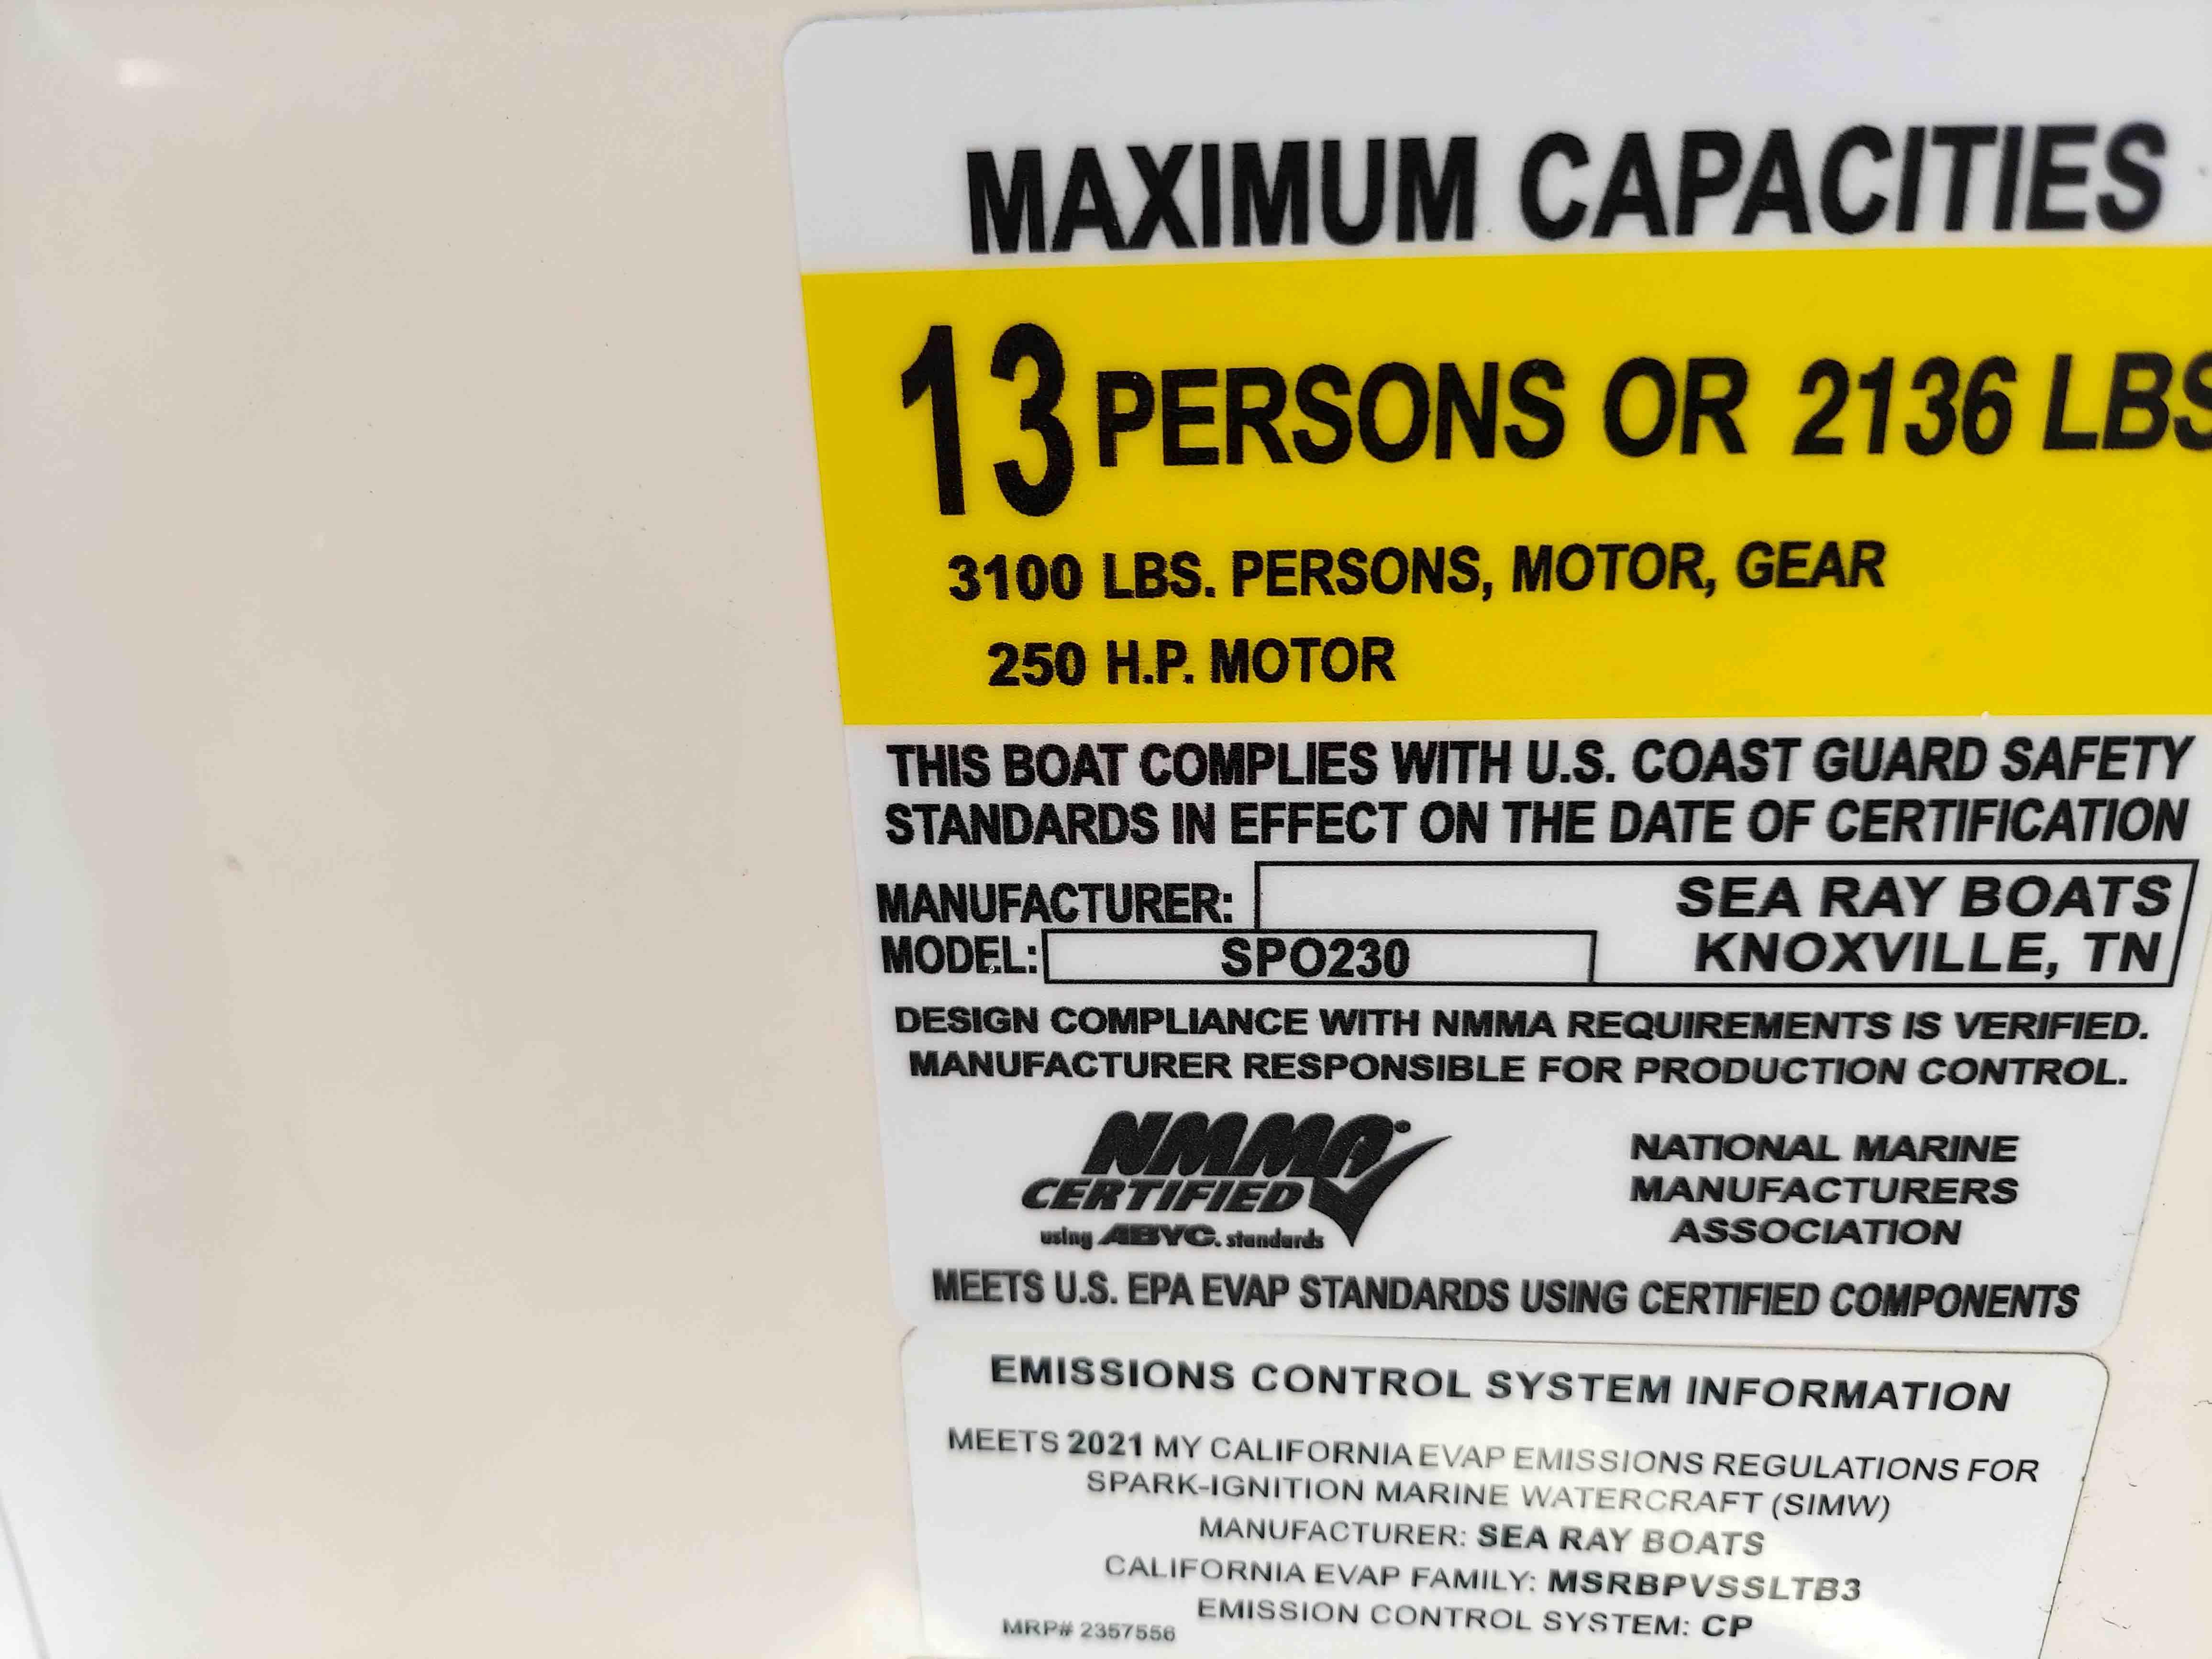 MAXIMUM CAPACITIES
13 PERSONS OR 2136 LBS
3100 LBS. PERSONS, MOTOR, GEAR
250 H.P. MOTOR
THIS BOAT COMPLIES WITH U.S. COAST GUARD SAFETY
STANDARDS IN EFFECT ON THE DATE OF CERTIFICATION
MANUFACTURER: SEA RAY BOATS
KNOXVILLE, TN
MODEL: SPO230
DESIGN COMPLIANCE WITH NMMA REQUIREMENTS IS VERIFIED.
MANUFACTURER RESPONSIBLE FOR PRODUCTION CONTROL.
NMMA
CERTIFIED
using ABYC. standards
NATIONAL MARINE
MANUFACTURERS
ASSOCIATION
MEETS U.S. EPA EVAP STANDARDS USING CERTIFIED COMPONENTS
EMISSIONS CONTROL SYSTEM INFORMATION
MEETS 2021 MY CALIFORNIA EVAP EMISSIONS REGULATIONS FOR
SPARK-IGNITION MARINE WATERCRAFT (SIMW)
MANUFACTURER: SEA RAY BOATS
CALIFORNIA EVAP FAMILY: MSRBPVSSLTB3
EMISSION CONTROL SYSTEM: CP
MRP# 2357556